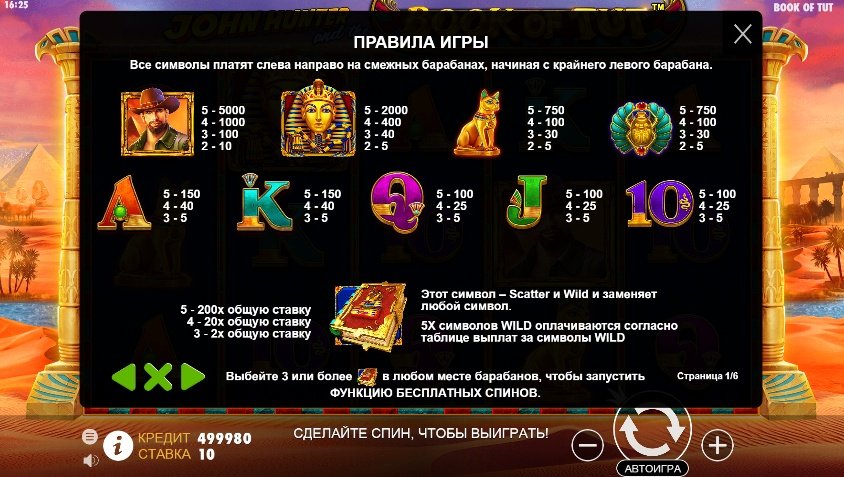 16:25
JOHN HUNTER
BOOK OF TUT™
BOOK OF TUT
ПРАВИЛА ИГРЫ
Все символы платят слева направо на смежных барабанах, начиная с крайнего левого барабана.
5 - 5000
4 - 1000
3 - 100
2 - 10
5 - 2000
4 - 400
3 - 40
2 - 5
5 - 750
4 - 100
3 - 30
2 - 5
5 - 750
4 - 100
3 - 30
2 - 5
A
5 - 150
4 - 40
3 - 5
K
5 - 150
4 - 40
3 - 5
Q
5 - 100
4 - 25
3 - 5
J
5 - 100
4 - 25
3 - 5
10
5 - 100
4 - 25
3 - 5
5 - 200x общую ставку
4 - 20x общую ставку
3 - 2x общую ставку
Этот символ – Scatter и Wild и заменяет
любой символ.
5X символов WILD оплачиваются согласно
таблице выплат за символы WILD
Выбейте 3 или более в любом месте барабанов, чтобы запустить
ФУНКЦИЮ БЕСПЛАТНЫХ СПИНОВ.
Страница 1/6
КРЕДИТ 499980
СТАВКА 10
СДЕЛАЙТЕ СПИН, ЧТОБЫ ВЫИГРАТЬ!
АВТОИГРА